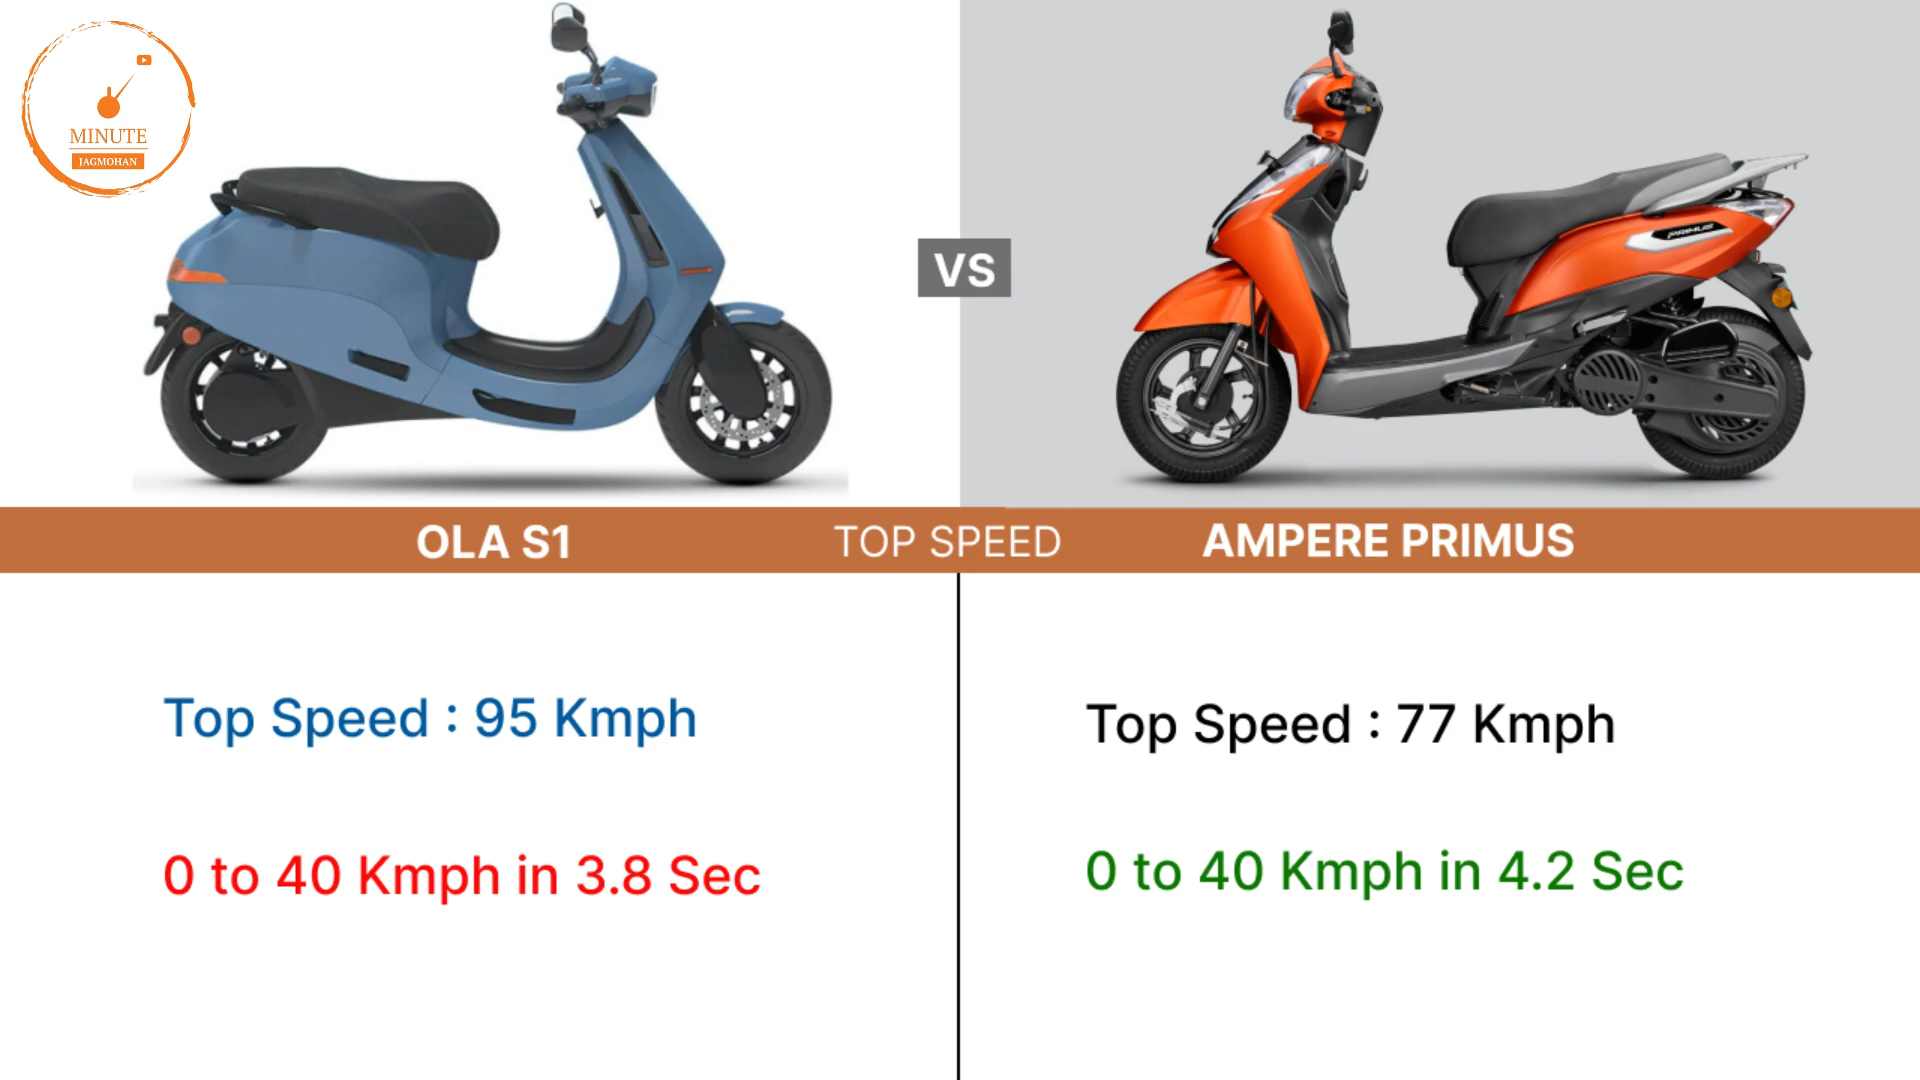 MINUTE
JAGMOHAN
VS
PRIMUS
OLA S1
TOP SPEED
AMPERE PRIMUS
Top Speed : 95 Kmph
Top Speed : 77 Kmph
0 to 40 Kmph in 3.8 Sec
0 to 40 Kmph in 4.2 Sec